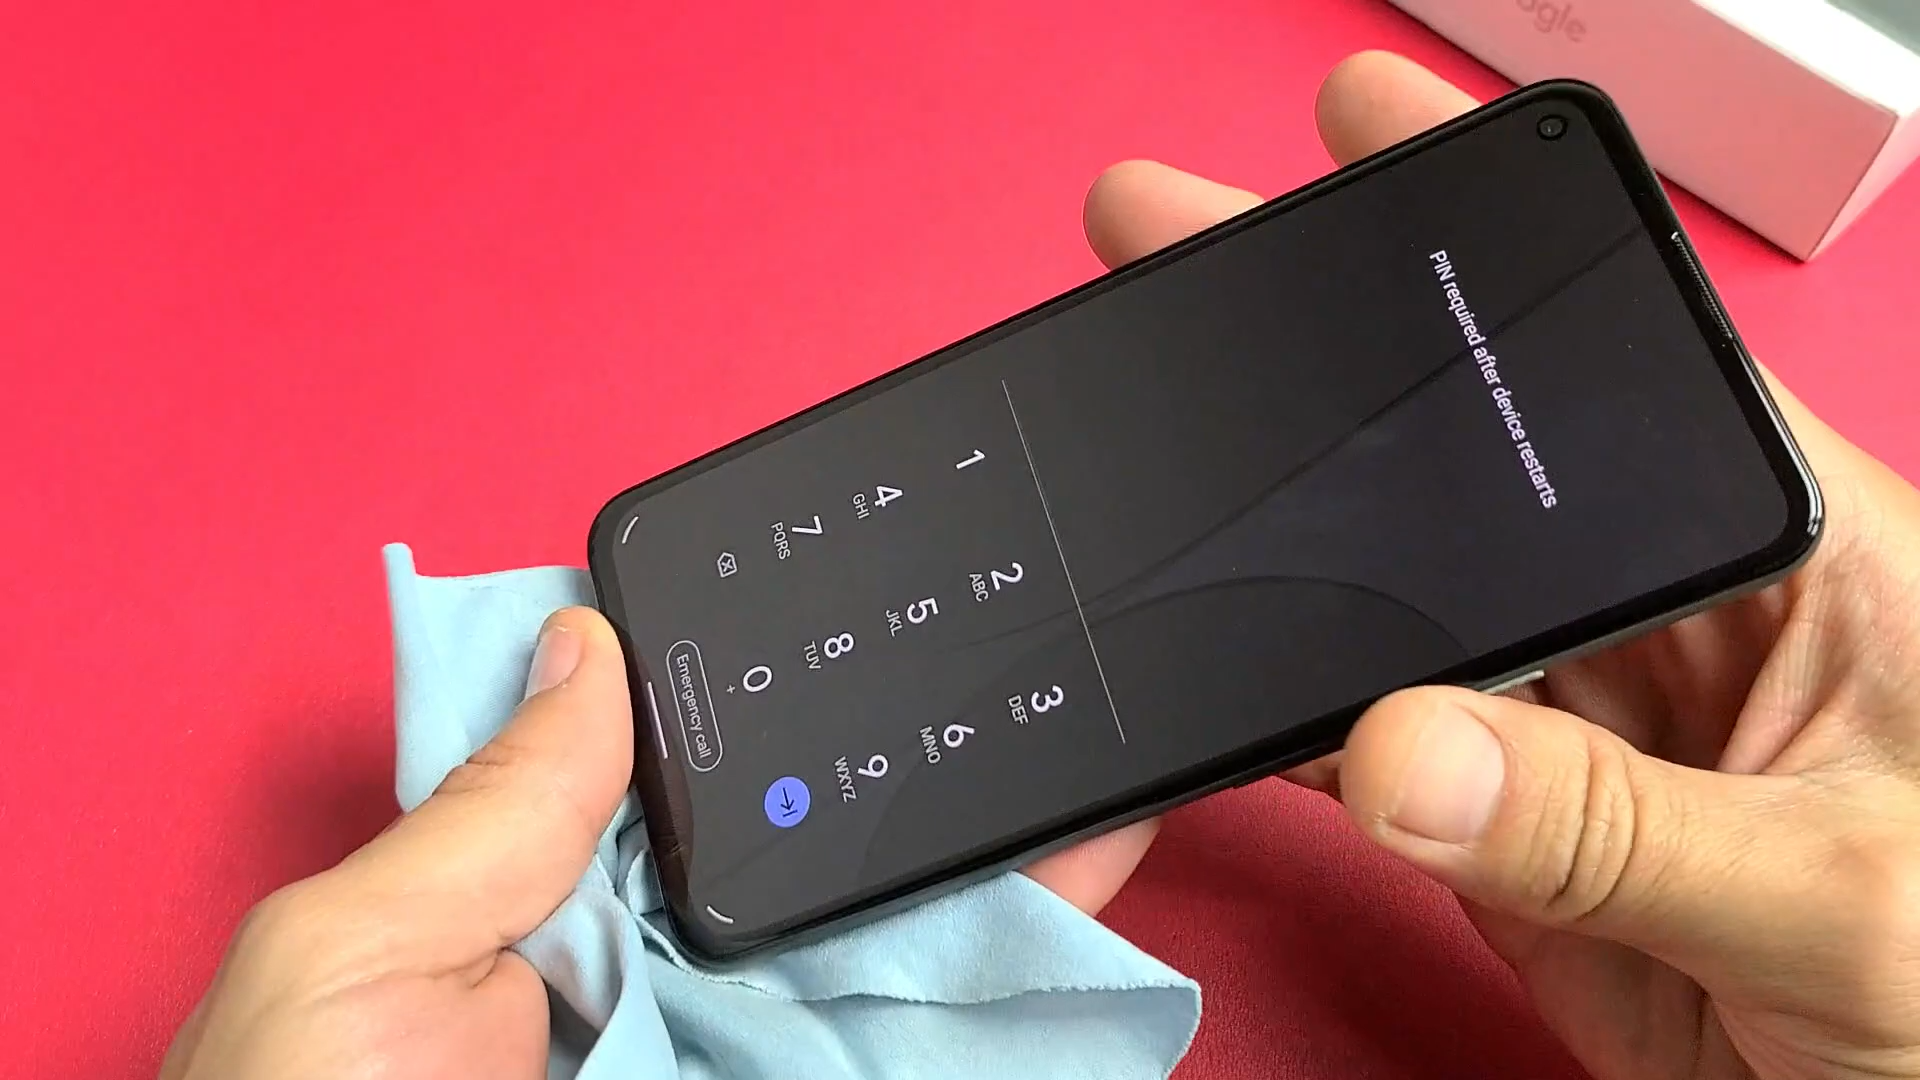 PIN required after device restarts
1
2
ABC
3
DEF
4
GHI
5
JKL
6
MNO
7
PQRS
8
TUV
9
WXYZ
0
+
Emergency call